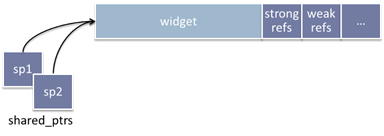 widget
strong
refs
weak
refs
...
sp1
sp2
shared_ptrs